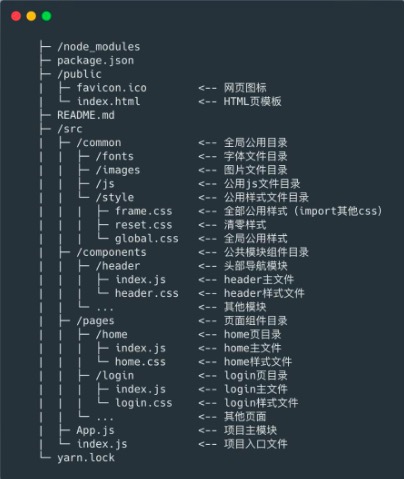 ├─ /node_modules
├─ package.json
├─ /public
|  ├─ favicon.ico        <-- 网页图标
|  └─ index.html         <-- HTML页模板
├─ README.md
├─ /src
|  ├─ /common            <-- 全局公用目录
|  |  ├─ /fonts          <-- 字体文件目录
|  |  ├─ /images         <-- 图片文件目录
|  |  ├─ /js             <-- 公用js文件目录
|  |  └─ /style          <-- 公用样式文件目录
|  |  |  ├─ frame.css    <-- 全部公用样式 (import其他css)
|  |  |  ├─ reset.css    <-- 清零样式
|  |  |  └─ global.css   <-- 全局公用样式
|  ├─ /components        <-- 公共模块组件目录
|  |  ├─ /header         <-- 头部导航模块
|  |  |  ├─ index.js     <-- header主文件
|  |  |  └─ header.css   <-- header样式文件
|  |  └─ ...             <-- 其他模块
|  ├─ /pages             <-- 页面组件目录
|  |  ├─ /home           <-- home页目录
|  |  |  ├─ index.js     <-- home主文件
|  |  |  └─ home.css     <-- home样式文件
|  |  ├─ /login          <-- login页目录
|  |  |  ├─ index.js     <-- login主文件
|  |  |  └─ login.css    <-- login样式文件
|  |  └─ ...             <-- 其他页面
|  ├─ App.js             <-- 项目主模块
|  └─ index.js           <-- 项目入口文件
└─ yarn.lock